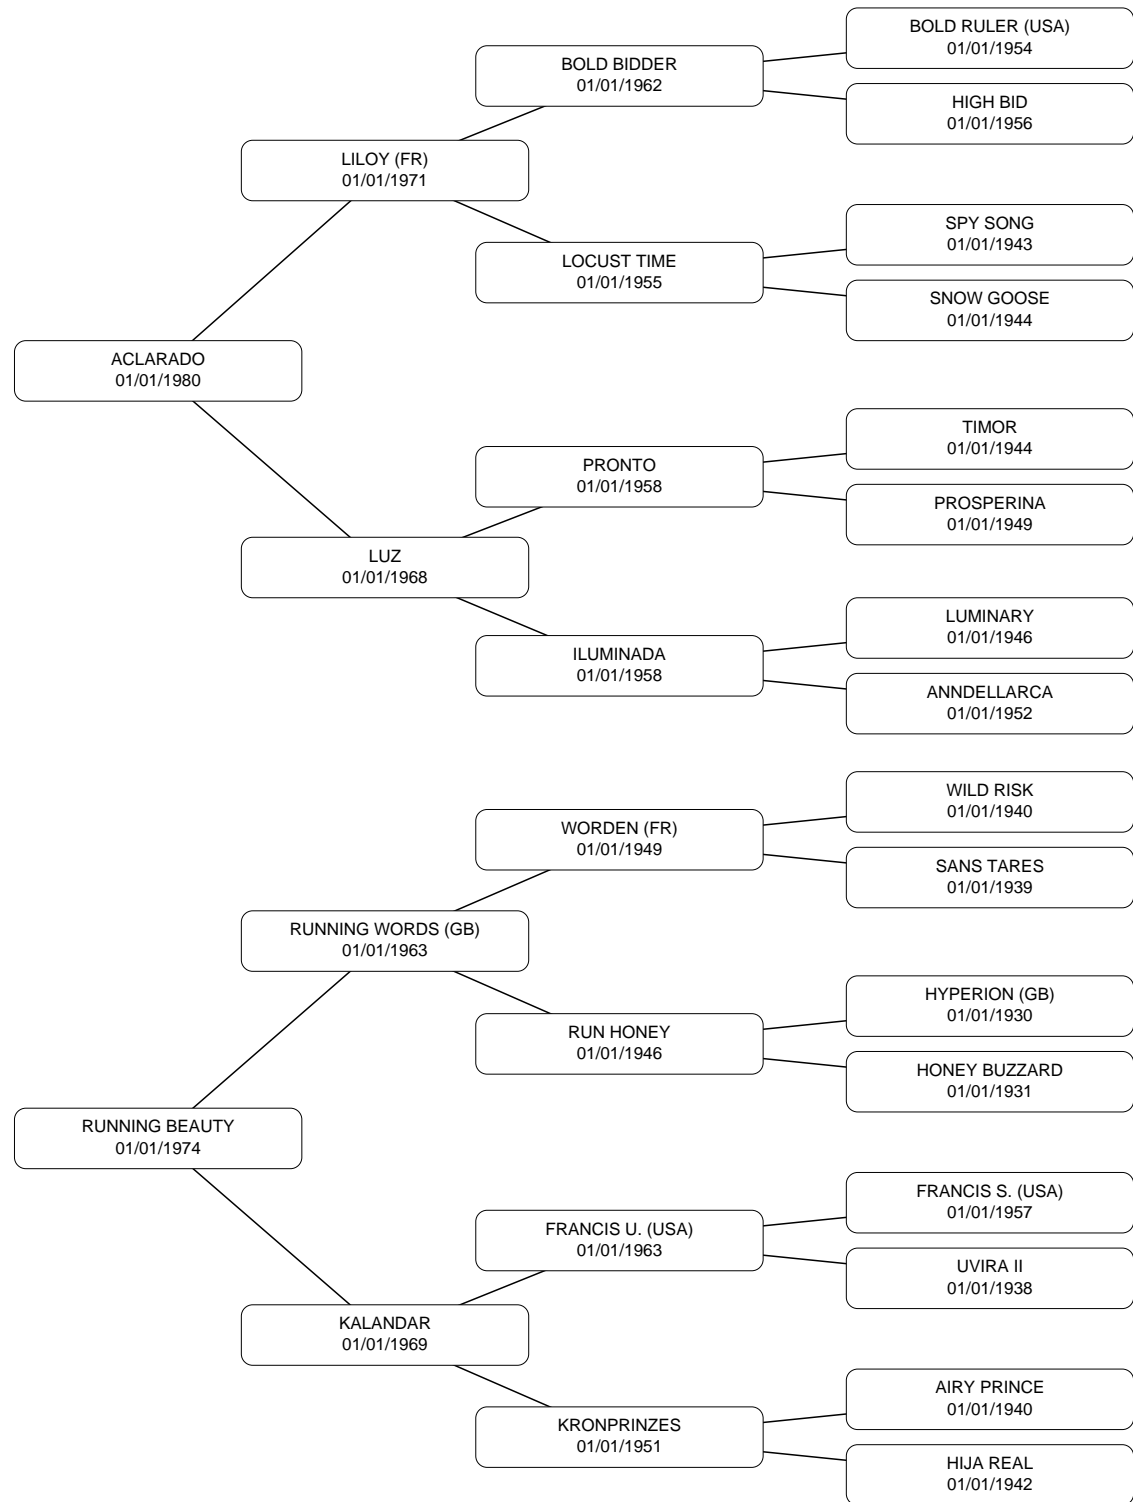 BOLD RULER (USA)
01/01/1954
BOLD BIDDER
01/01/1962
HIGH BID
01/01/1956
LILOY (FR)
01/01/1971
SPY SONG
01/01/1943
LOCUST TIME
01/01/1955
SNOW GOOSE
01/01/1944
ACLARADO
01/01/1980
TIMOR
01/01/1944
PRONTO
01/01/1958
PROSPERINA
01/01/1949
LUZ
01/01/1968
LUMINARY
01/01/1946
ILUMINADA
01/01/1958
ANNDELLARCA
01/01/1952
WILD RISK
01/01/1940
WORDEN (FR)
01/01/1949
SANS TARES
01/01/1939
RUNNING WORDS (GB)
01/01/1963
HYPERION (GB)
01/01/1930
RUN HONEY
01/01/1946
HONEY BUZZARD
01/01/1931
RUNNING BEAUTY
01/01/1974
FRANCIS S. (USA)
01/01/1957
FRANCIS U. (USA)
01/01/1963
UVIRA II
01/01/1938
KALANDAR
01/01/1969
AIRY PRINCE
01/01/1940
KRONPRINZES
01/01/1951
HIJA REAL
01/01/1942